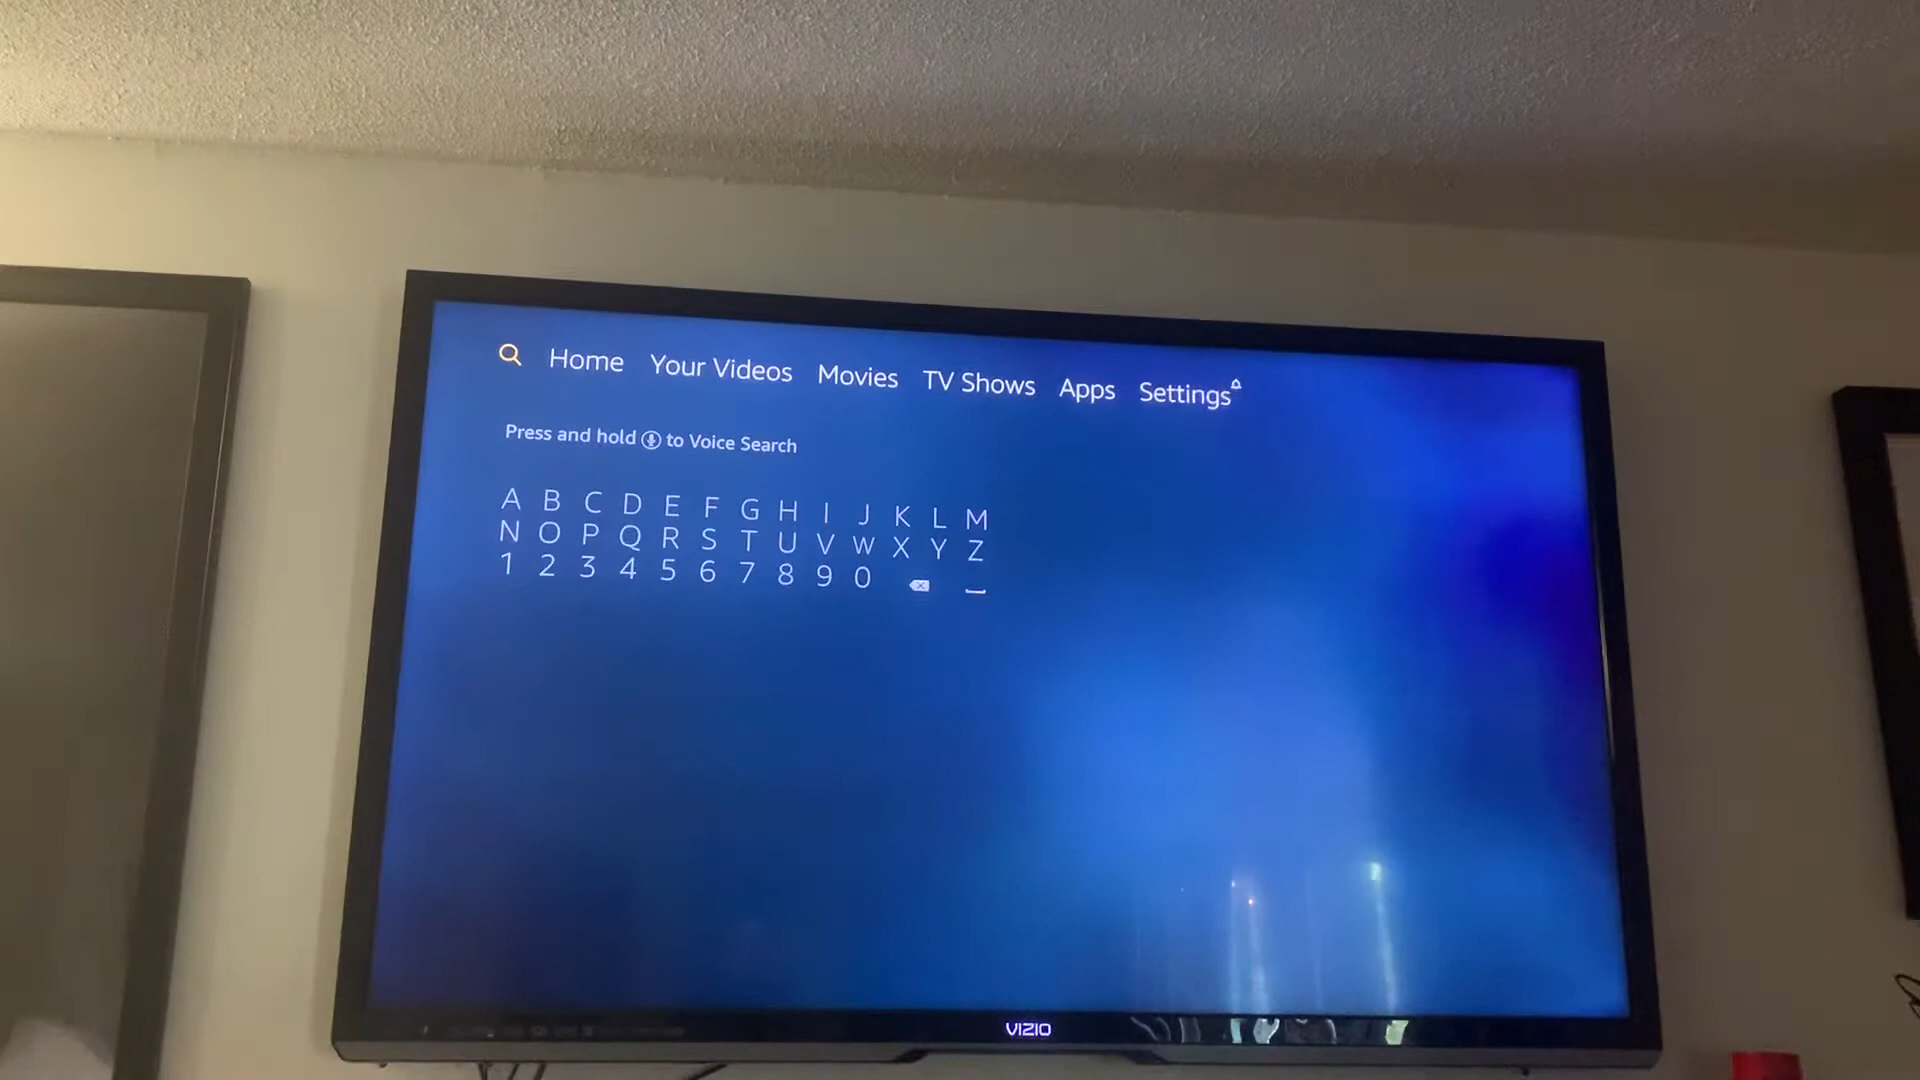 Home Your Videos Movies TV Shows Apps Settings
Press and hold to Voice Search
A B C D E F G H I J K L M
N O P Q R S T U V W X Y Z
1 2 3 4 5 6 7 8 9 0
VIZIO